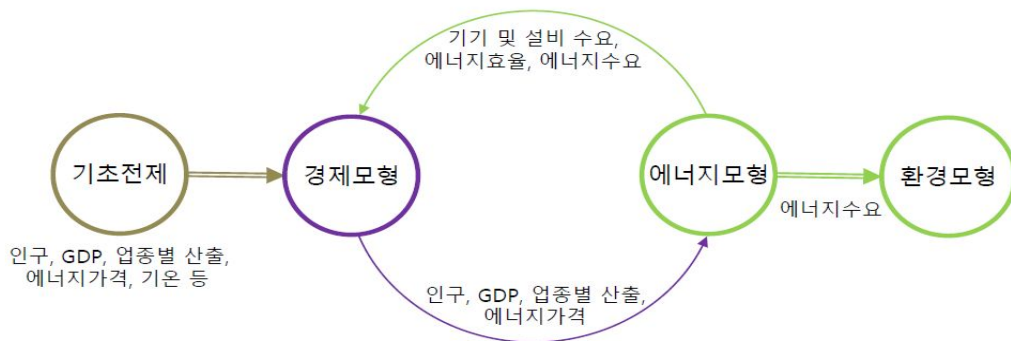 기기 및 설비 수요,
에너지효율, 에너지수요
기초전제
경제모형
에너지모형
환경모형
에너지수요
인구, GDP, 업종별 산출,
에너지가격, 기온 등
인구, GDP, 업종별 산출,
에너지가격